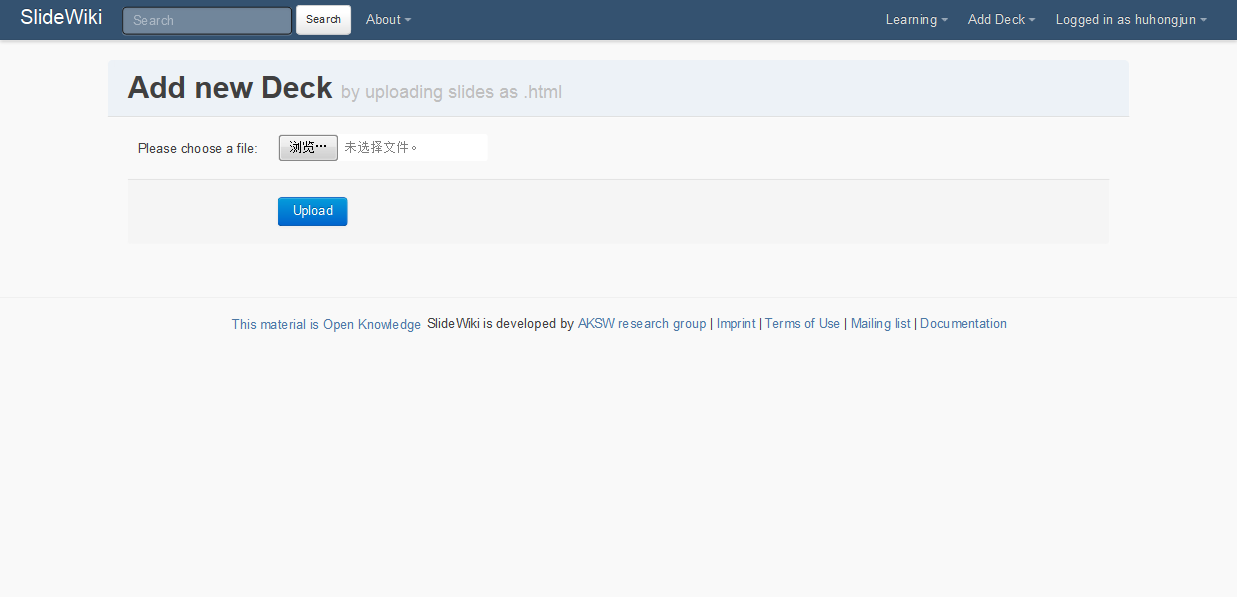 SlideWiki Search Search About Learning Add Deck Logged in as huhongjun
Add new Deck by uploading slides as .html
Please choose a file: 浏览… 未选择文件。
Upload
This material is Open Knowledge SlideWiki is developed by AKSW research group | Imprint | Terms of Use | Mailing list | Documentation